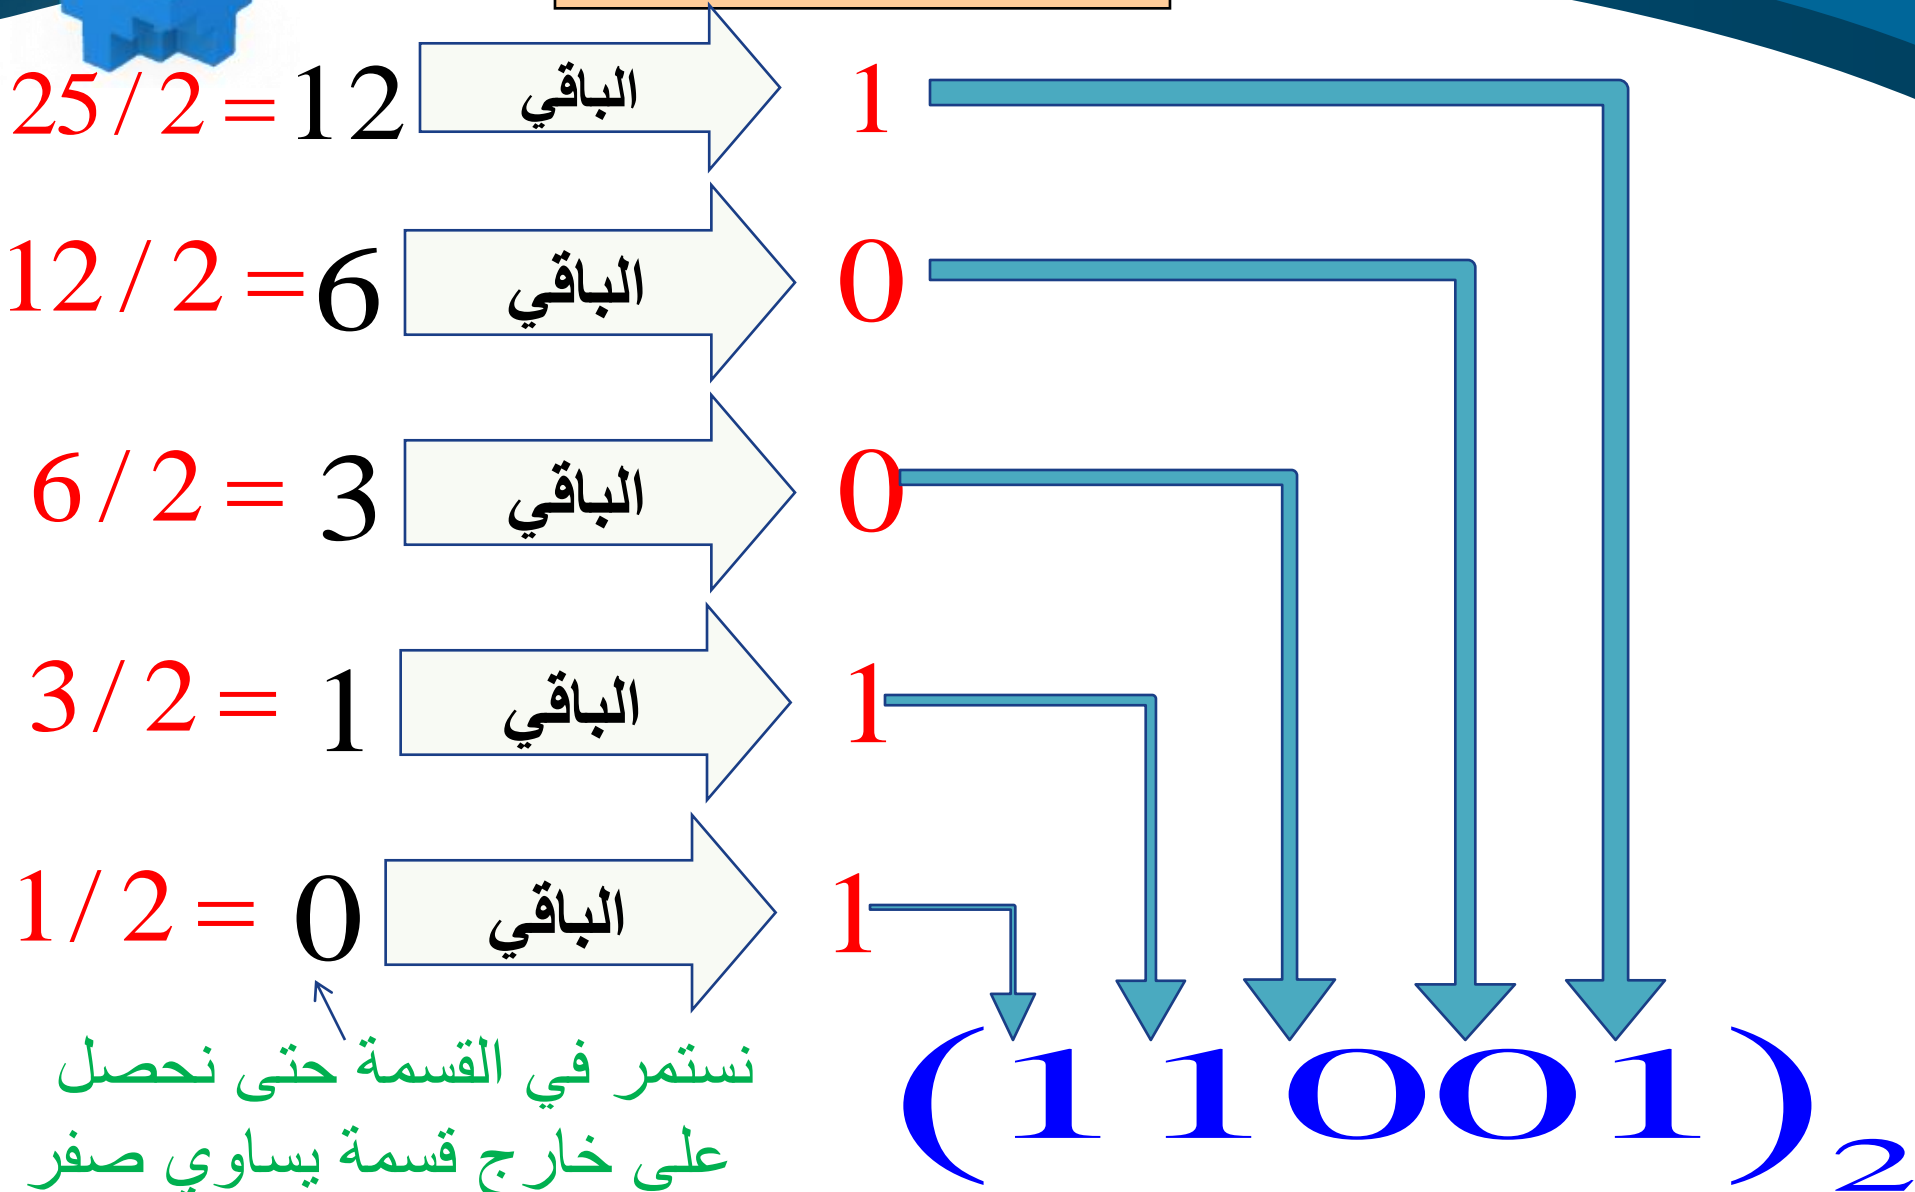 25 / 2 = 12 الباقي 1
12 / 2 = 6 الباقي 0
6 / 2 = 3 الباقي 0
3 / 2 = 1 الباقي 1
1 / 2 = 0 الباقي 1
نستمر في القسمة حتى نحصل
على خارج قسمة يساوي صفر
(11001)2